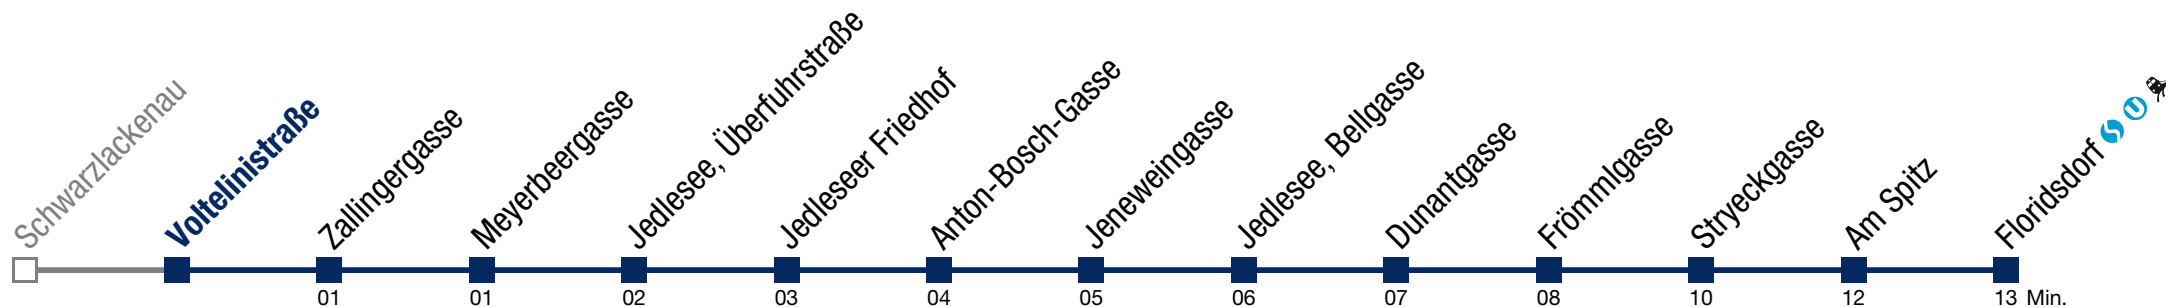 Schwarzlackenau
Voltelinistraße
Zallingergasse
Meyerbeergasse
Jedlesee, Überfuhrstraße
Jedleseer Friedhof
Anton-Bosch-Gasse
Jeneweingasse
Jedlesee, Bellgasse
Dunantgasse
Frömmlgasse
Stryeckgasse
Am Spitz
Floridsdorf S U
01 01 02 03 04 05 06 07 08 10 12 13 Min.